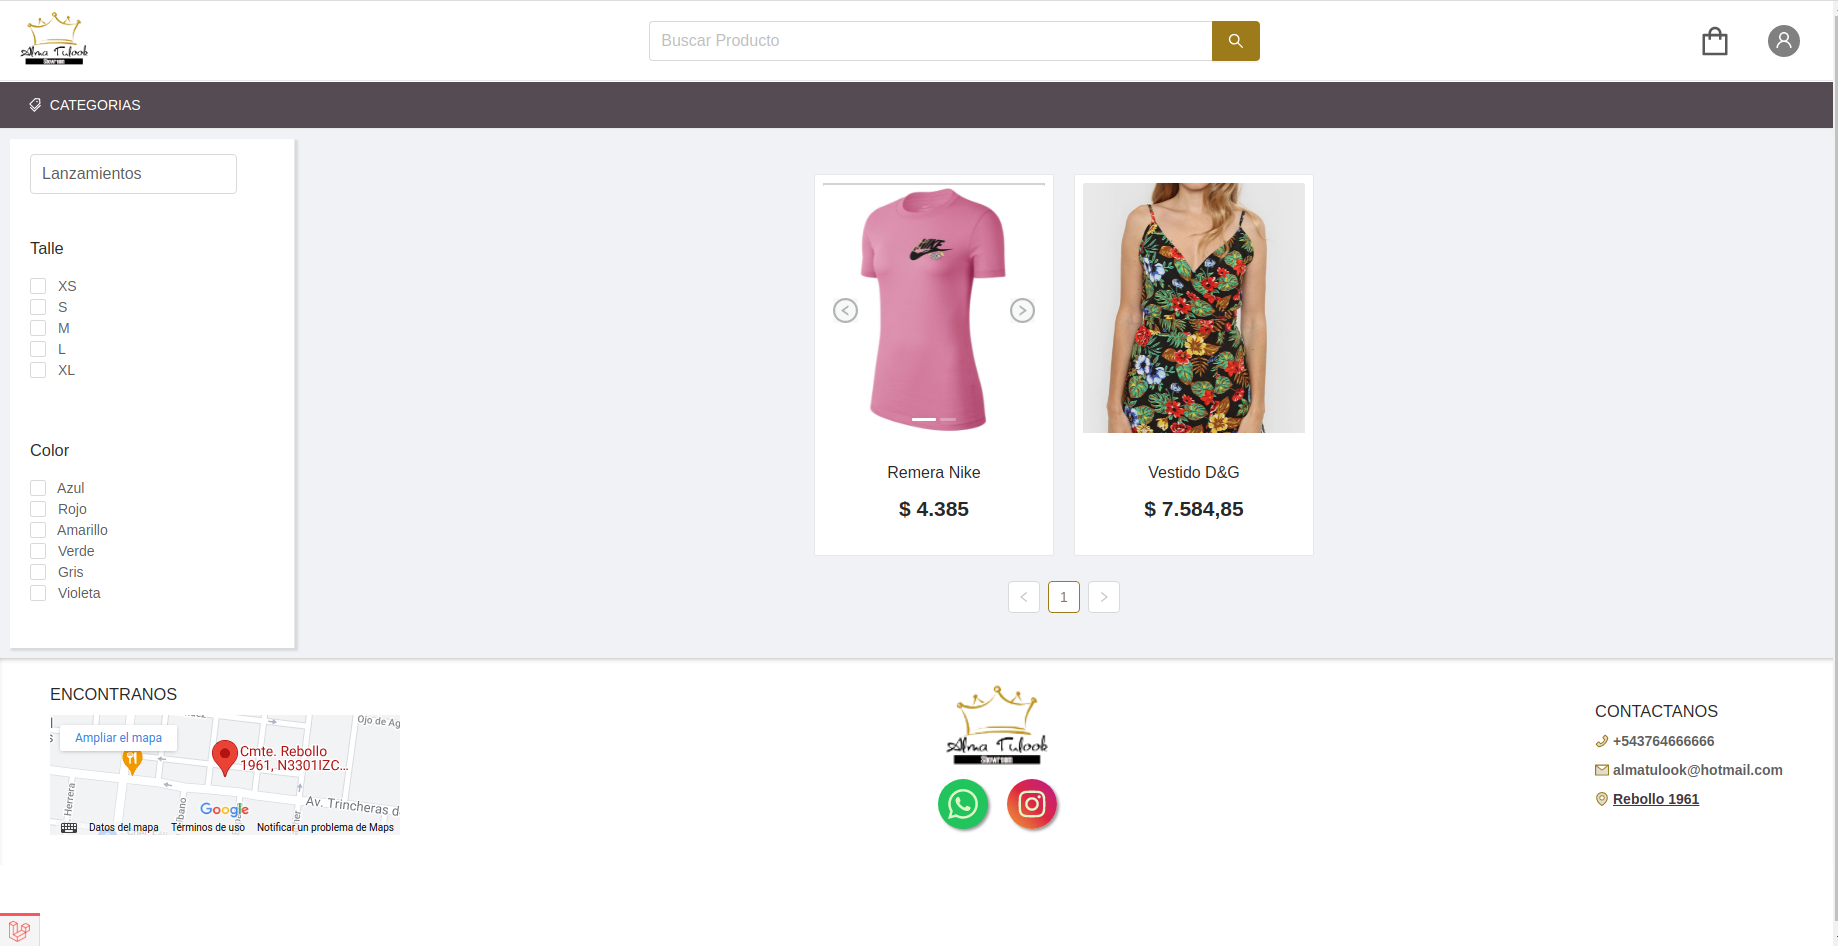 Alma Tulook
Showroom
Buscar Producto
CATEGORIAS
Lanzamientos
Talle
XS
S
M
L
XL
Color
Azul
Rojo
Amarillo
Verde
Gris
Violeta
NIKE
Remera Nike
$ 4.385
Vestido D&G
$ 7.584,85
1
ENCONTRANOS
Ojo de Ag
Ampliar el mapa
Cmte. Rebollo
1961, N3301IZC...
Herrera
Av. Trincheras d
Google
Datos del mapa
Términos de uso
Notificar un problema de Maps
Alma Tulook
Showroom
CONTACTANOS
+543764666666
almatulook@hotmail.com
Rebollo 1961